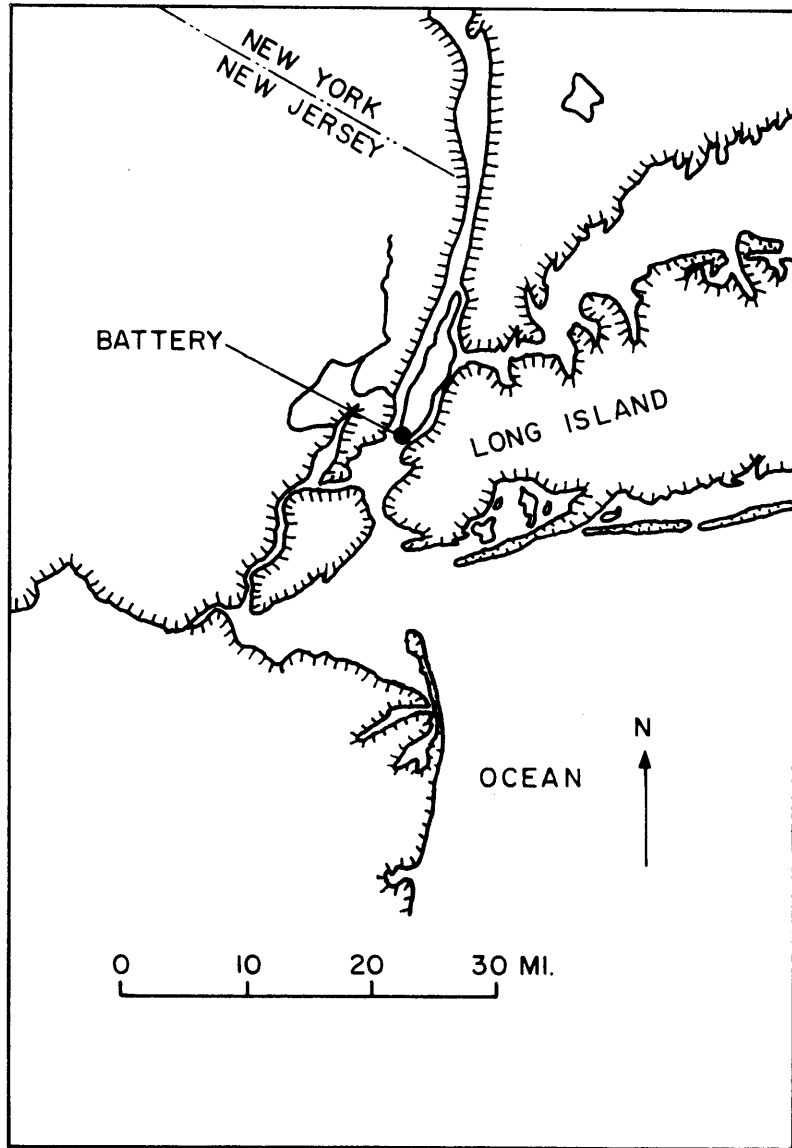 NEW YORK
NEW JERSEY
BATTERY
LONG ISLAND
N
OCEAN
0 10 20 30 MI.